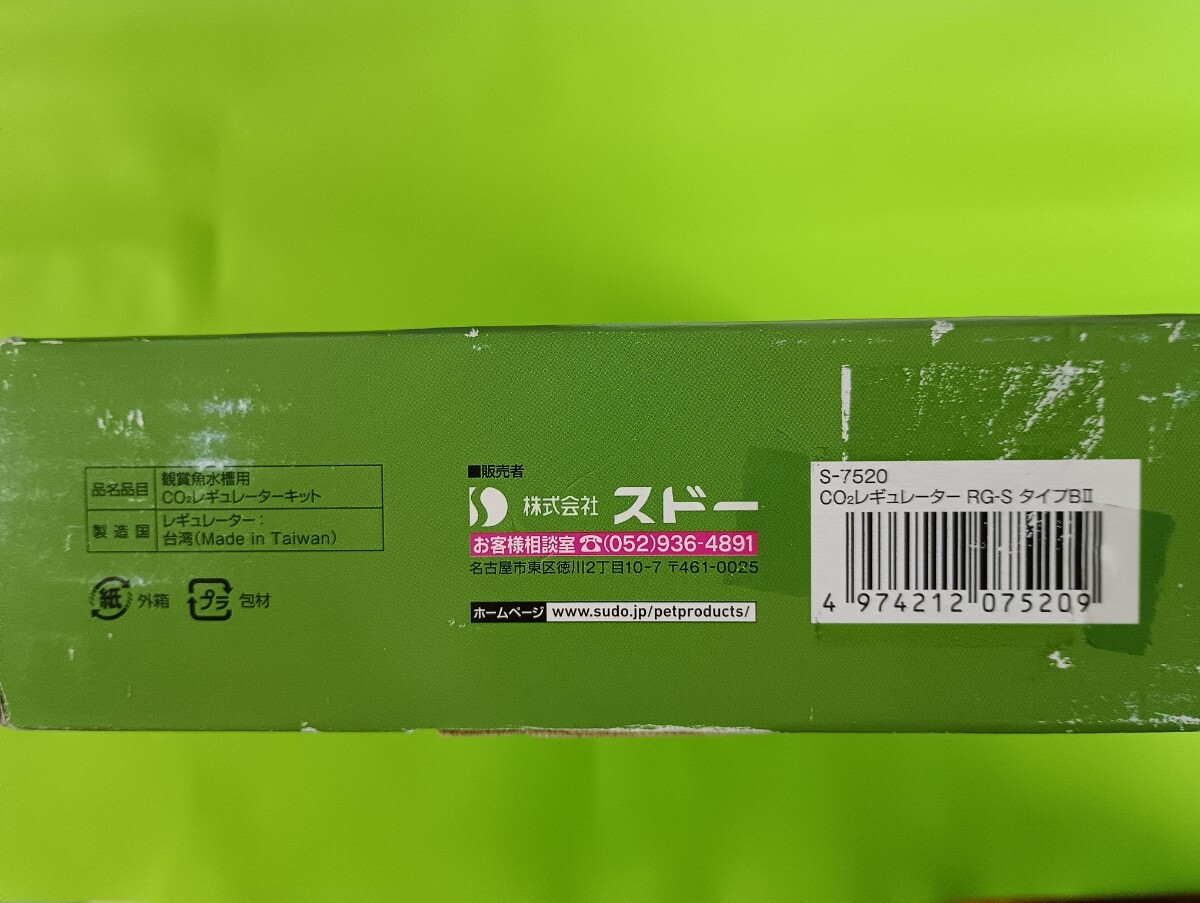 品名品目
観賞魚水槽用
CO₂レギュレーターキット
製造国
レギュレーター：
台湾(Made in Taiwan)
紙 外箱
プラ 包材
■販売者
株式会社 スドー
お客様相談室☎(052)936-4891
名古屋市東区徳川2丁目10-7 〒461-0025
ホームページ www.sudo.jp/petproducts/
S-7520
CO₂レギュレーター RG-S タイプBⅡ
4 974212 075209